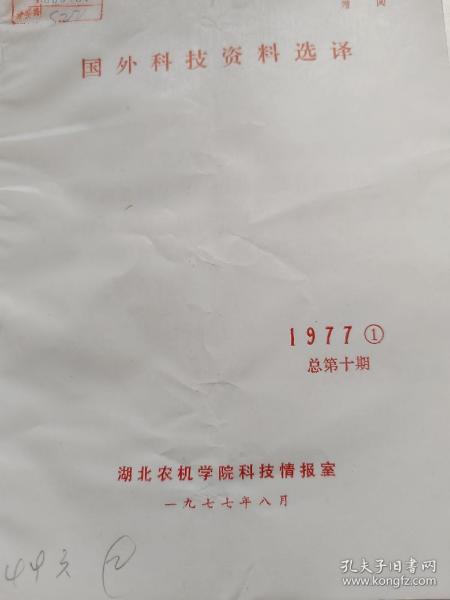 国外科技资料选译
1977 ①
总第十期
湖北农机学院科技情报室
一九七七年八月
孔夫子旧书网
www.kongfz.com